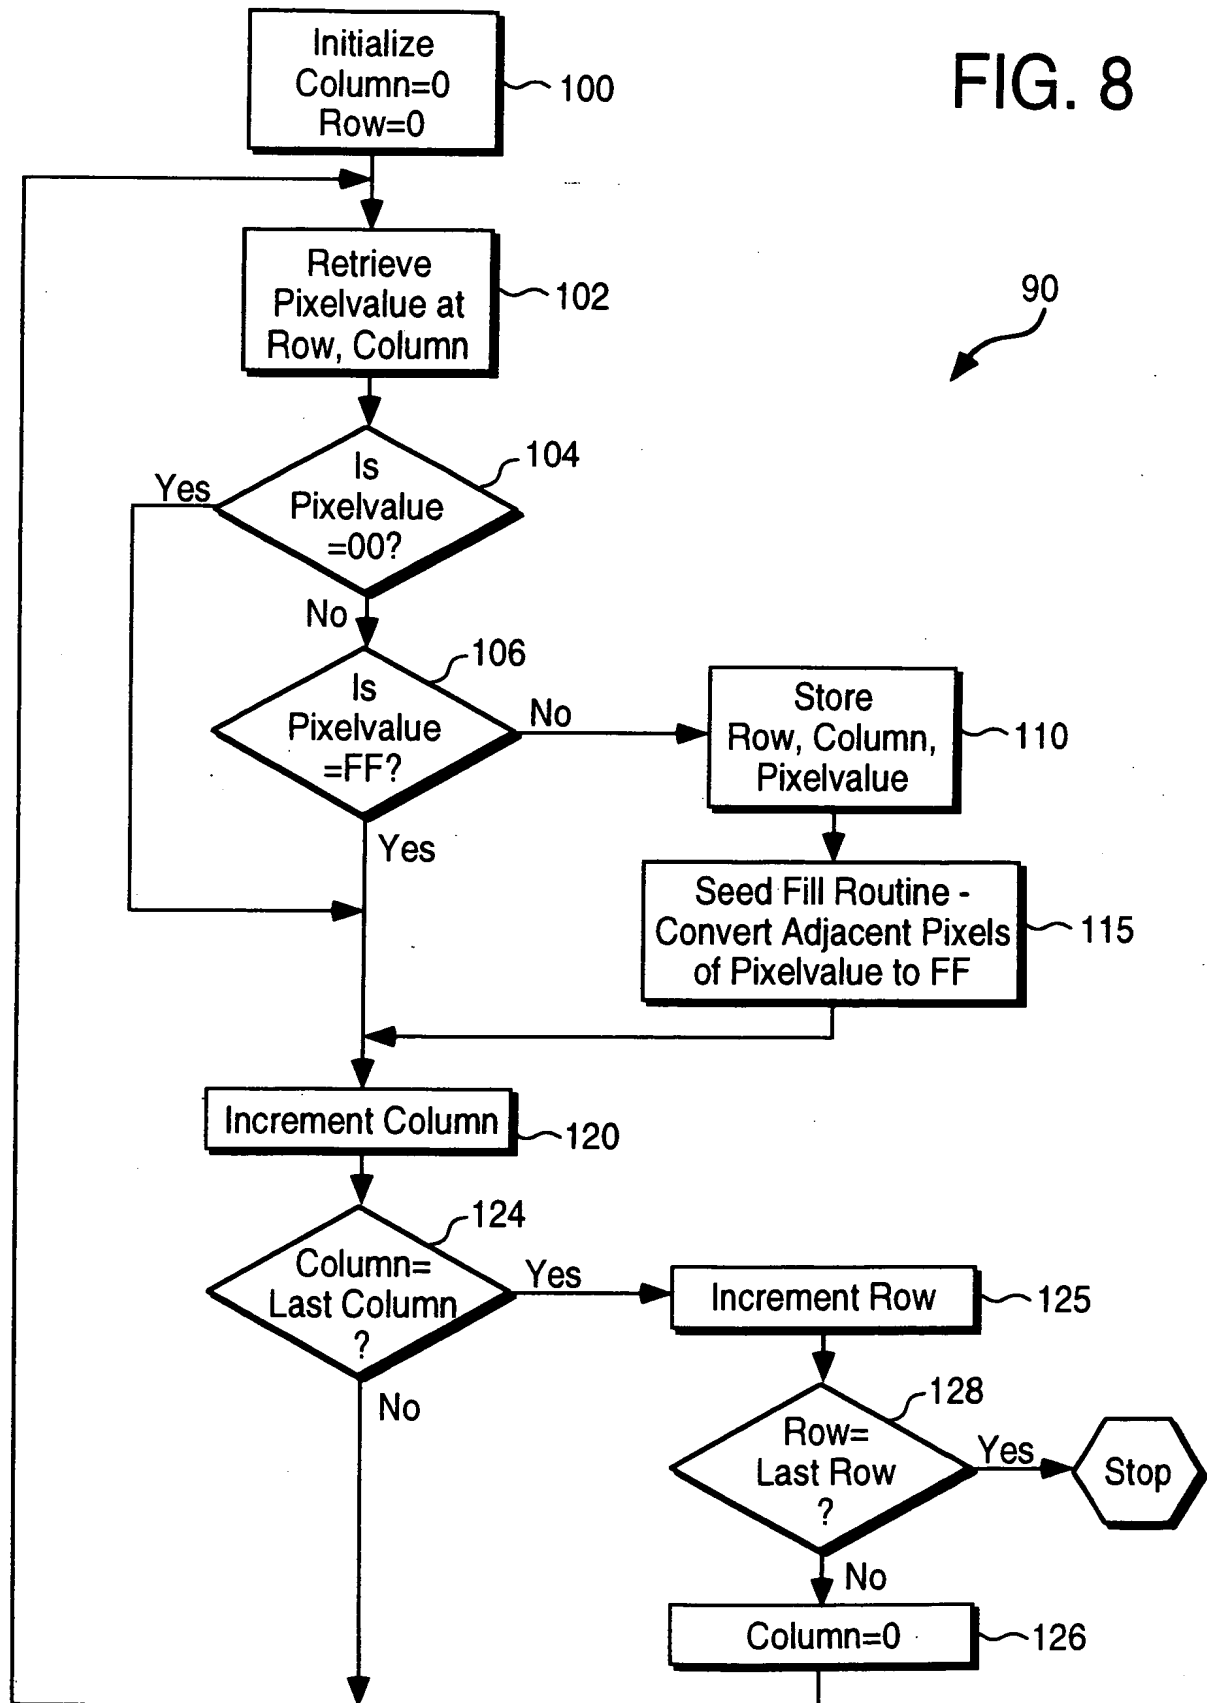 FIG. 8
Initialize
Column=0
Row=0
100
Retrieve
Pixelvalue at
Row, Column
102
90
Is
Pixelvalue
=00?
104
Yes
No
Is
Pixelvalue
=FF?
106
No
Yes
Store
Row, Column,
Pixelvalue
110
Seed Fill Routine -
Convert Adjacent Pixels
of Pixelvalue to FF
115
Increment Column
120
Column=
Last Column
?
124
Yes
No
Increment Row
125
Row=
Last Row
?
128
Yes
Stop
No
Column=0
126